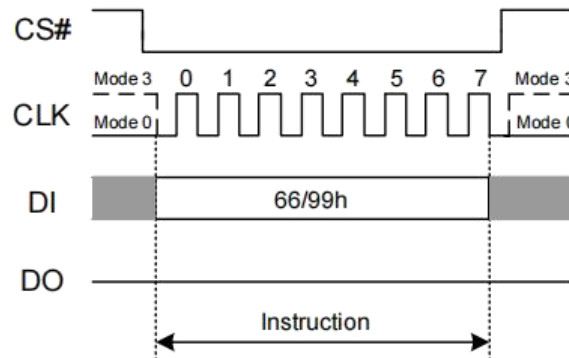 CS#
Mode 3 0 1 2 3 4 5 6 7 Mode 3
CLK
Mode 0 Mode 0
DI 66/99h
DO
Instruction